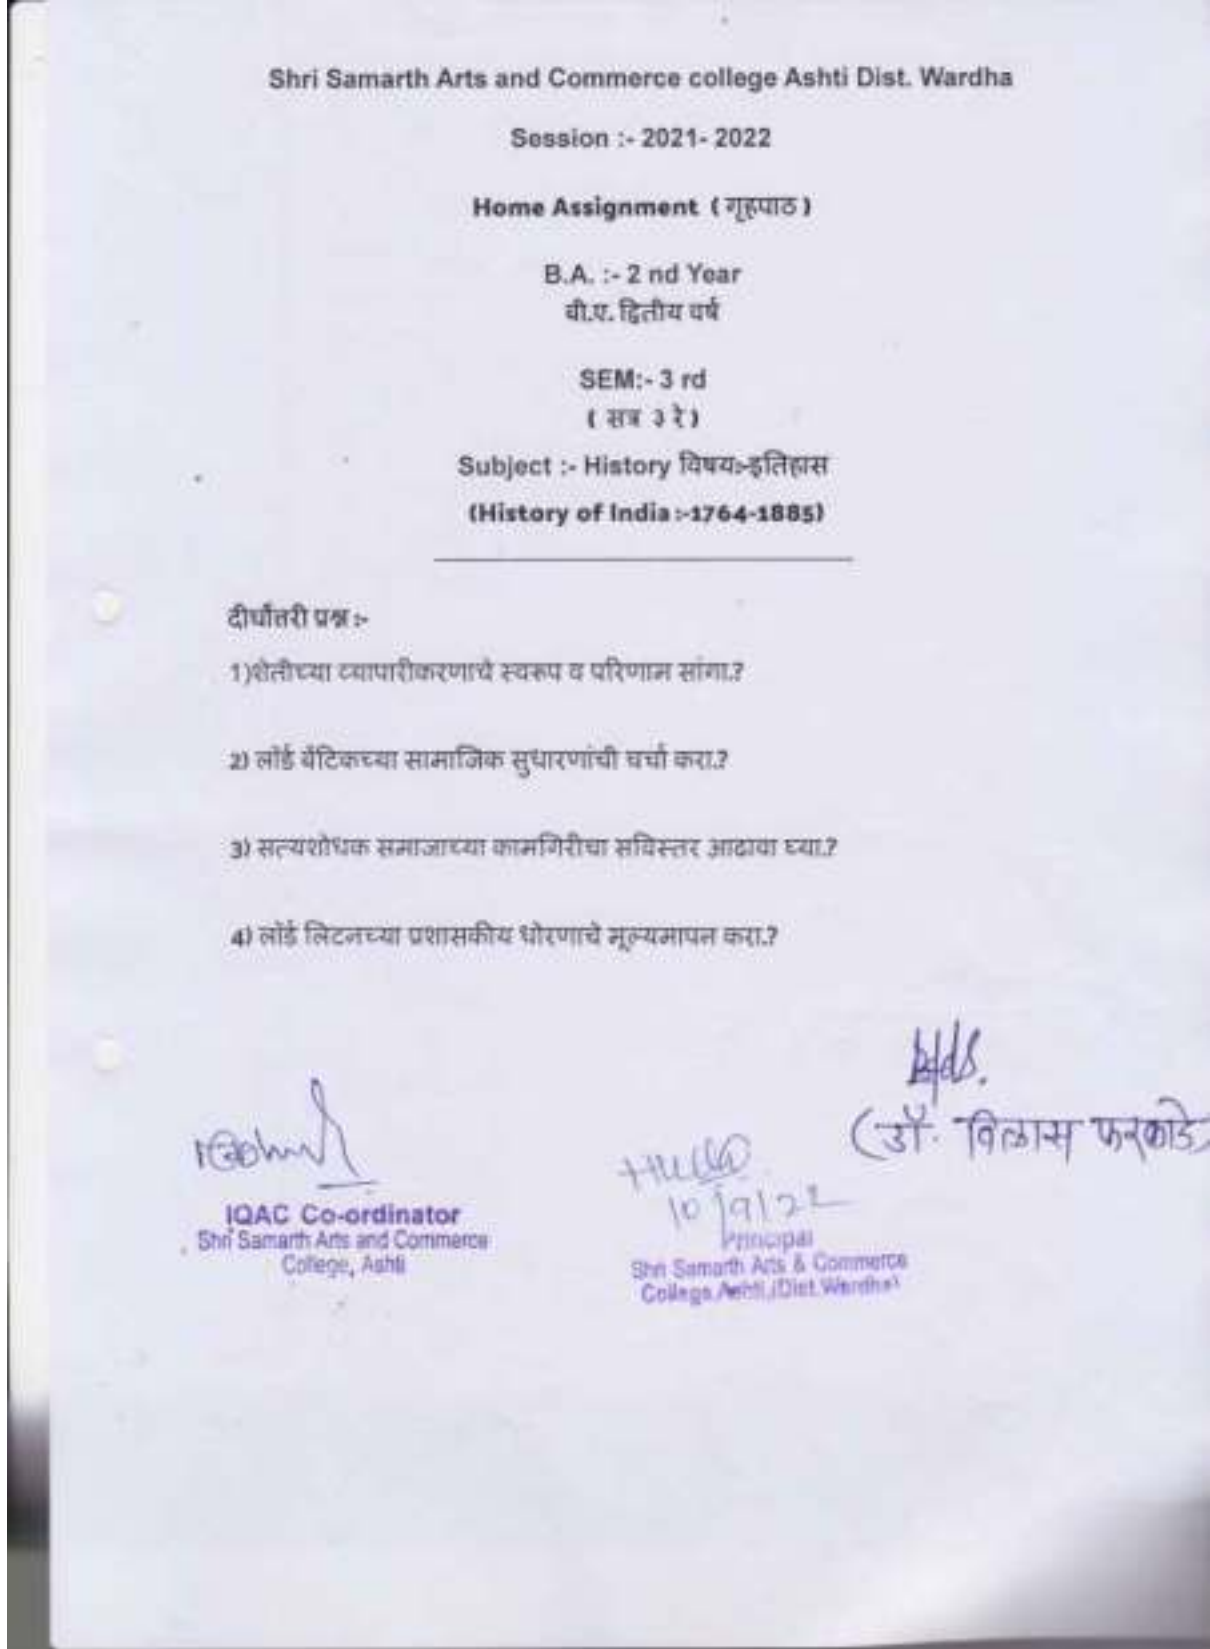 Shri Samarth Arts and Commerce college Ashti Dist. Wardha
Session :- 2021- 2022
Home Assignment ( गृहपाठ )
B.A. :- 2 nd Year
बी.ए. द्वितीय वर्ष
SEM:- 3 rd
( सत्र ३ रे )
Subject :- History विषय:-इतिहास
(History of India :-1764-1885)
दीर्घोत्तरी प्रश्न :-
1)शेतीच्या व्यापारीकरणाचे स्वरूप व परिणाम सांगा.?
2) लॉर्ड बेंटिकच्या सामाजिक सुधारणांची चर्चा करा.?
3) सत्यशोधक समाजाच्या कामगिरीचा सविस्तर आढावा घ्या.?
4) लॉर्ड लिटनच्या प्रशासकीय धोरणाचे मूल्यमापन करा.?
(डॉ. विलास फरकाडे)
10/9/22
IQAC Co-ordinator
Shri Samarth Arts and Commerce
College, Ashti
Principal
Shri Samarth Arts & Commerce
College Ashti, (Dist. Wardha)